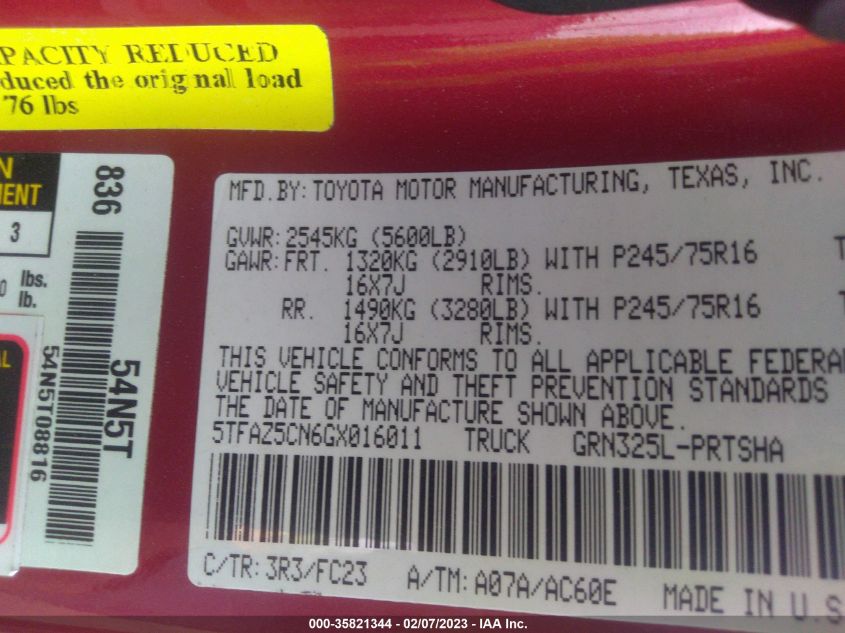 PACITY REDUCED
duced the original load
76 lbs
N
MENT
3
0 lbs.
lb.
AL
836
54N5T
54N5T08816
MFD.BY:TOYOTA MOTOR MANUFACTURING, TEXAS, INC.
GVWR:2545KG (5600LB)
GAWR:FRT. 1320KG (2910LB) WITH P245/75R16 T
16X7J RIMS.
RR. 1490KG (3280LB) WITH P245/75R16 T
16X7J RIMS.
THIS VEHICLE CONFORMS TO ALL APPLICABLE FEDERAL
VEHICLE SAFETY AND THEFT PREVENTION STANDARDS
THE DATE OF MANUFACTURE SHOWN ABOVE.
5TFAZ5CN6GX016011 TRUCK GRN325L-PRTSHA
C/TR:3R3/FC23 A/TM:A07A/AC60E MADE IN U.S
000-35821344 - 02/07/2023 - IAA Inc.